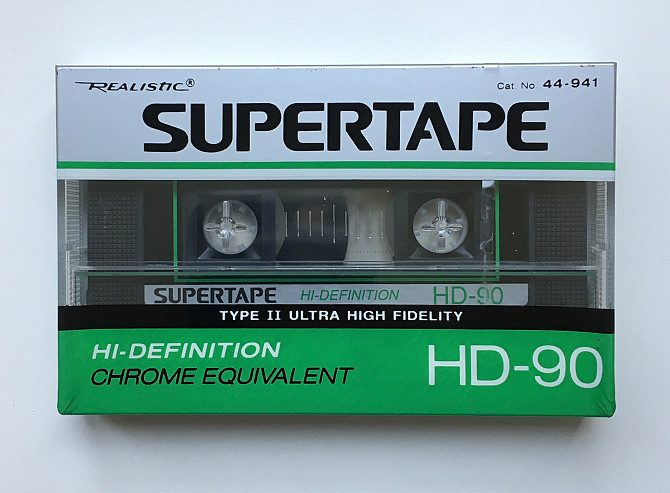 REALISTIC®
Cat. No. 44-941
SUPERTAPE
SUPERTAPE HI-DEFINITION HD-90
TYPE II ULTRA HIGH FIDELITY
HI-DEFINITION
CHROME EQUIVALENT
HD-90